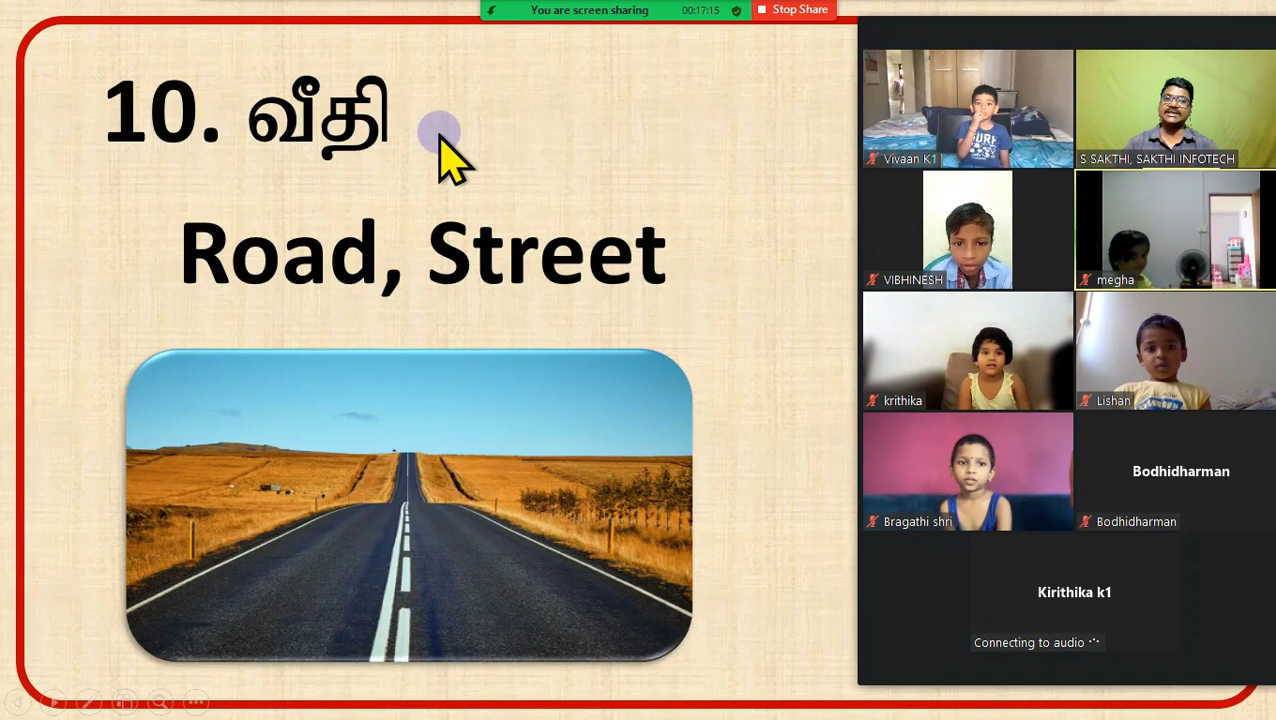 You are screen sharing 00:17:15 Stop Share
10. வீதி
Road, Street
Vivaan K1
S SAKTHI, SAKTHI INFOTECH
VIBHINESH
megha
krithika
Lishan
Bragathi shri
Bodhidharman
Bodhidharman
Kirithika k1
Connecting to audio